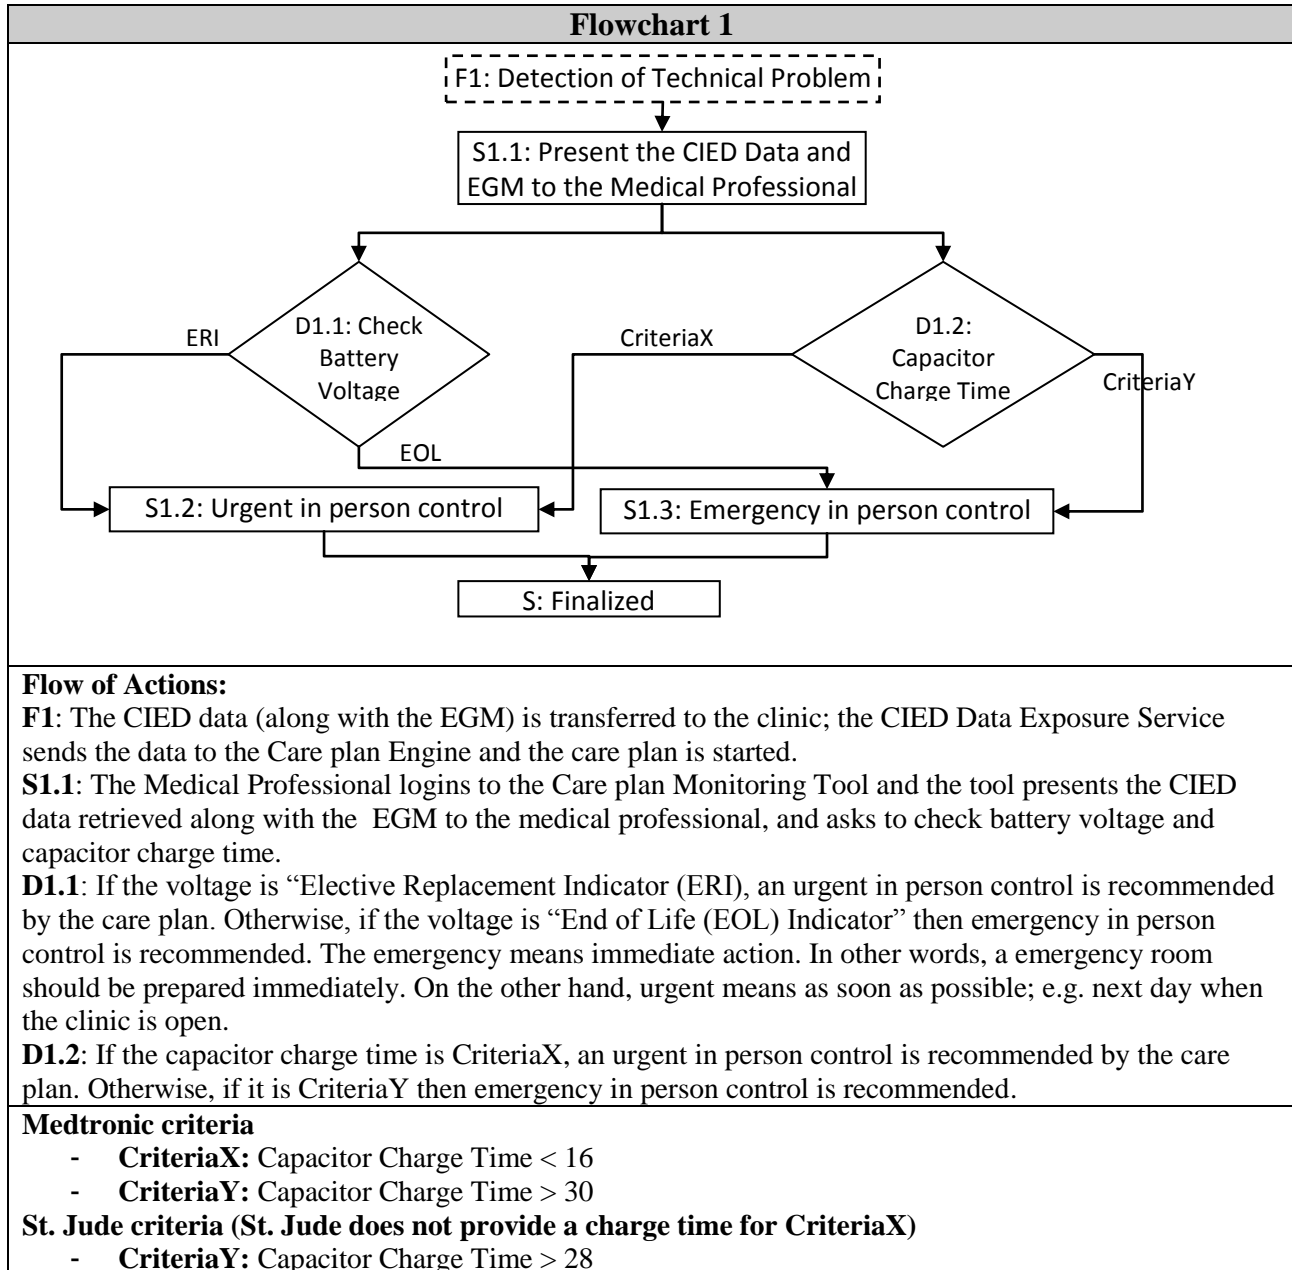 Flowchart 1
F1: Detection of Technical Problem
S1.1: Present the CIED Data and
EGM to the Medical Professional
ERI
D1.1: Check
Battery
Voltage
CriteriaX
D1.2:
Capacitor
Charge Time
CriteriaY
EOL
S1.2: Urgent in person control
S1.3: Emergency in person control
S: Finalized
Flow of Actions:
F1: The CIED data (along with the EGM) is transferred to the clinic; the CIED Data Exposure Service
sends the data to the Care plan Engine and the care plan is started.
S1.1: The Medical Professional logins to the Care plan Monitoring Tool and the tool presents the CIED
data retrieved along with the  EGM to the medical professional, and asks to check battery voltage and
capacitor charge time.
D1.1: If the voltage is “Elective Replacement Indicator (ERI), an urgent in person control is recommended
by the care plan. Otherwise, if the voltage is “End of Life (EOL) Indicator” then emergency in person
control is recommended. The emergency means immediate action. In other words, a emergency room
should be prepared immediately. On the other hand, urgent means as soon as possible; e.g. next day when
the clinic is open.
D1.2: If the capacitor charge time is CriteriaX, an urgent in person control is recommended by the care
plan. Otherwise, if it is CriteriaY then emergency in person control is recommended.
Medtronic criteria
- CriteriaX: Capacitor Charge Time < 16
- CriteriaY: Capacitor Charge Time > 30
St. Jude criteria (St. Jude does not provide a charge time for CriteriaX)
- CriteriaY: Capacitor Charge Time > 28